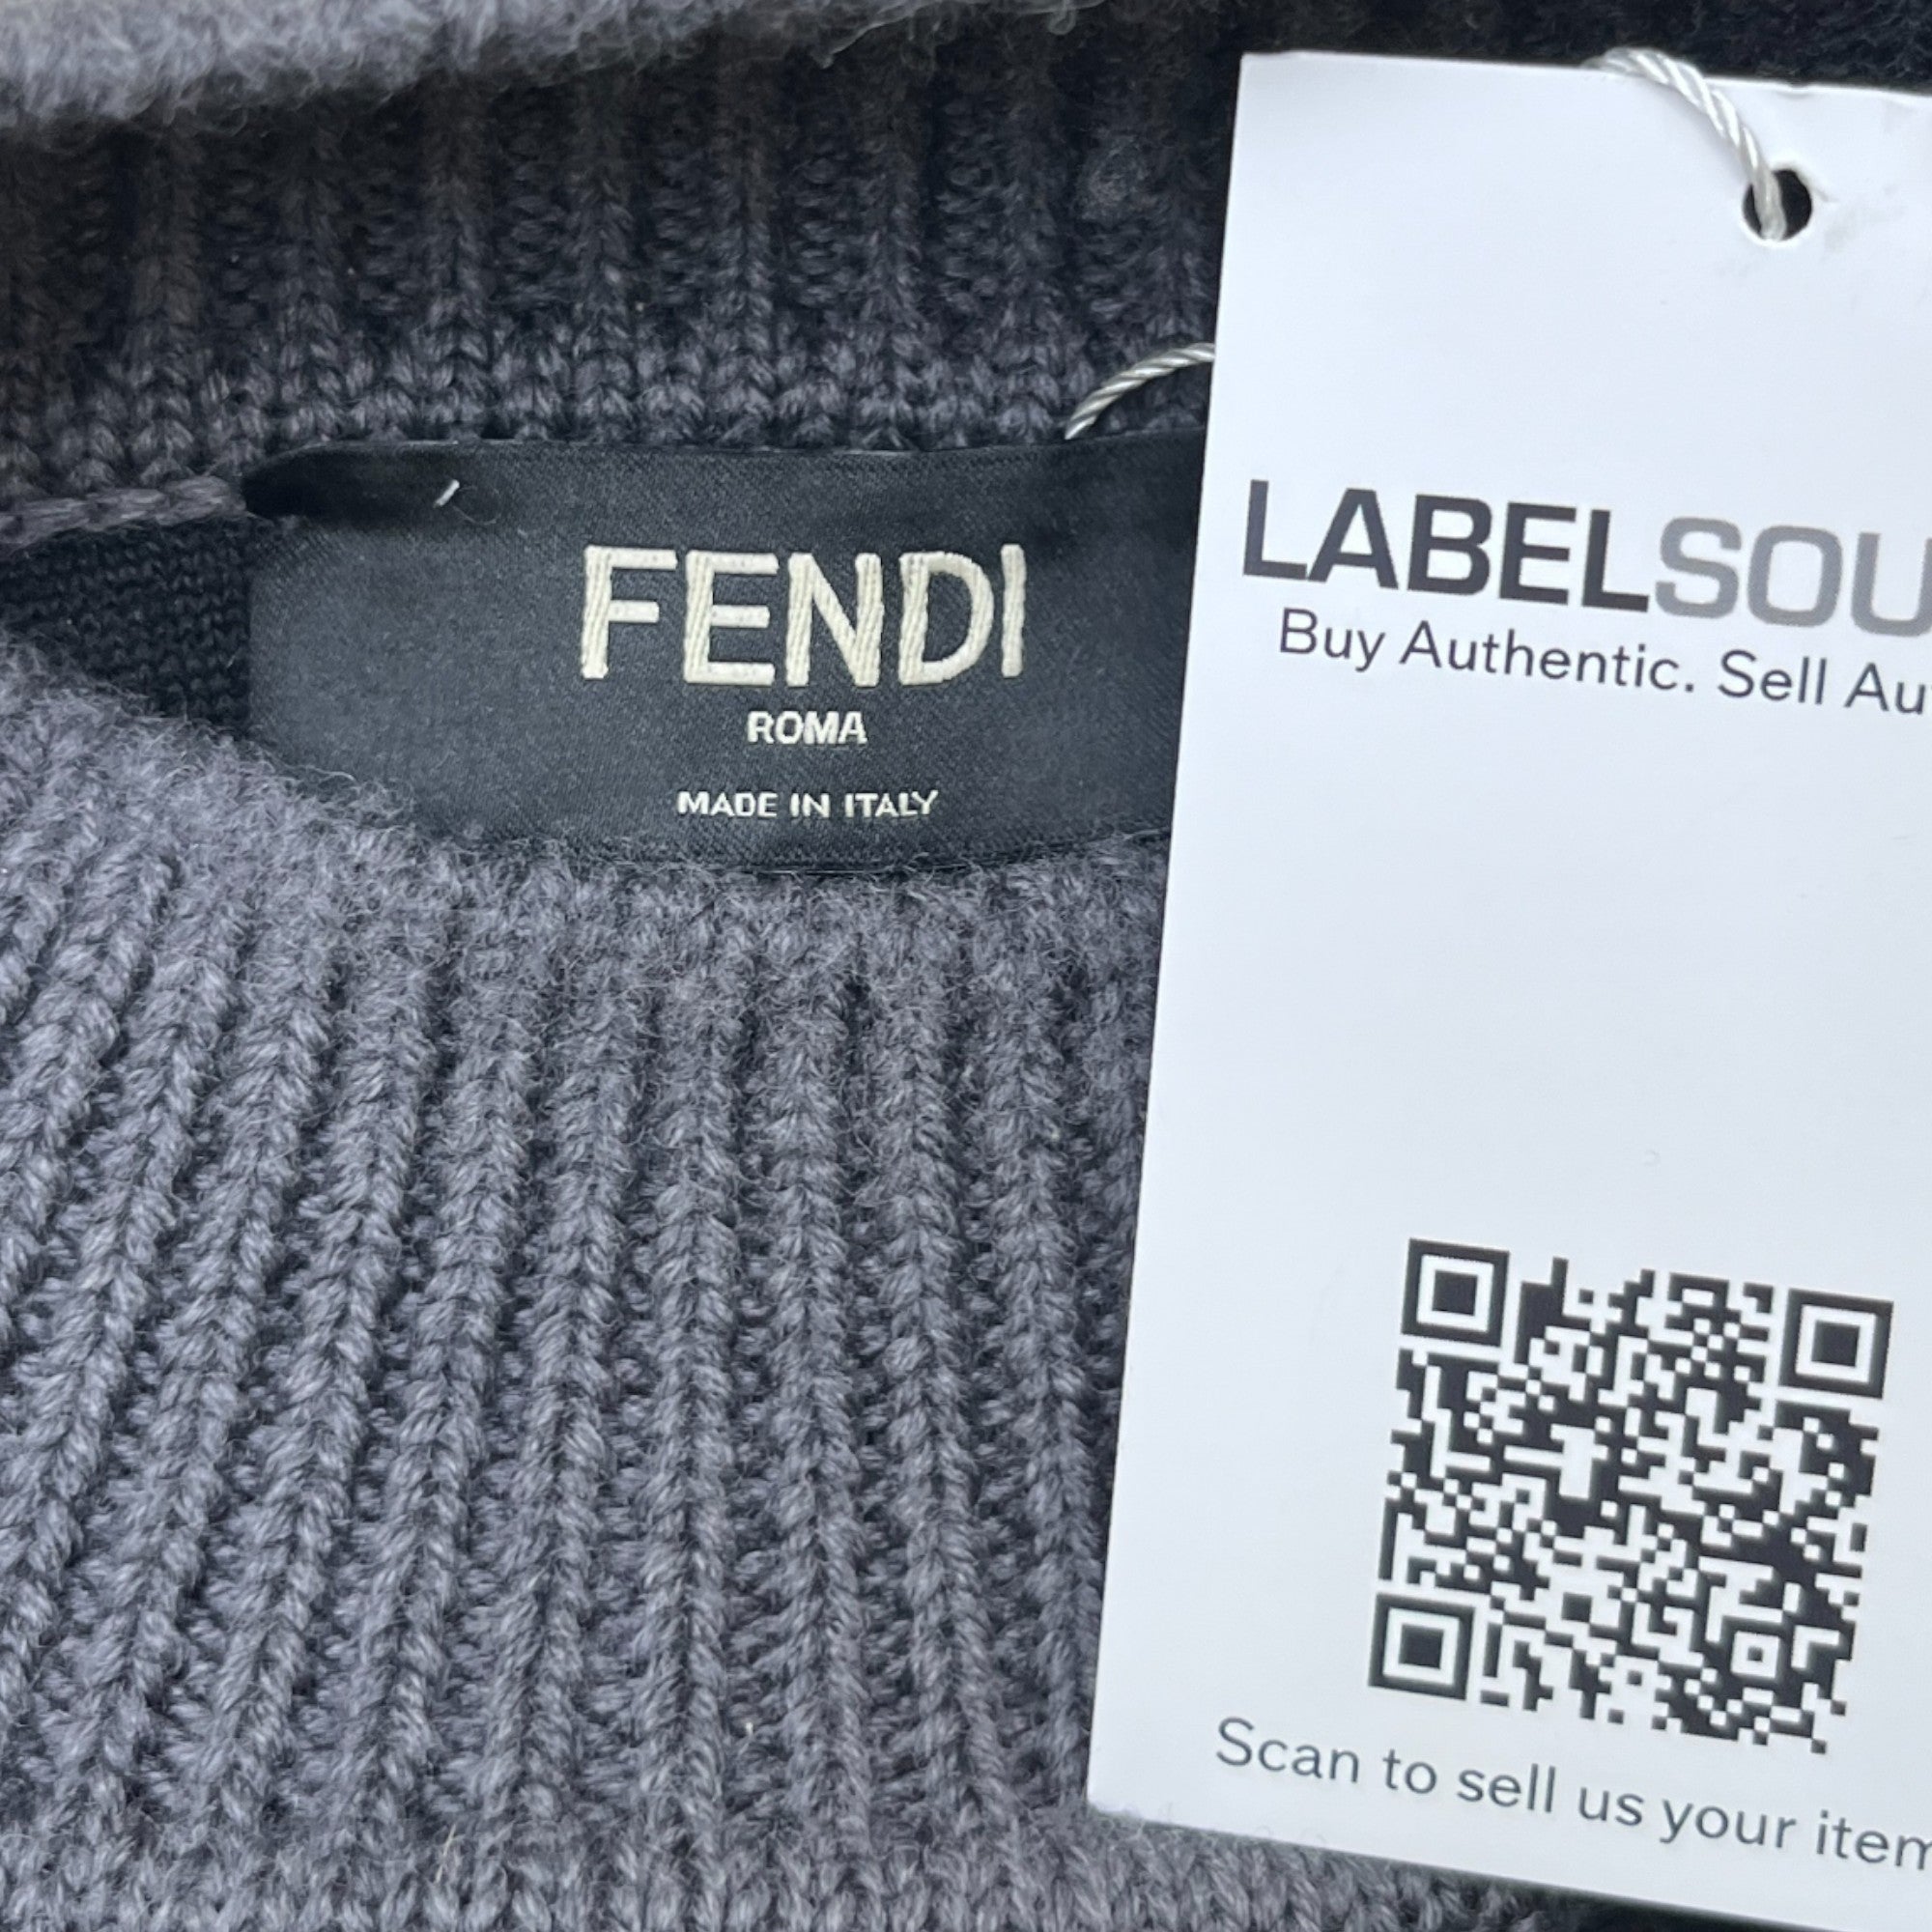 FENDI
ROMA
MADE IN ITALY
LABELSOU
Buy Authentic. Sell Au
Scan to sell us your item